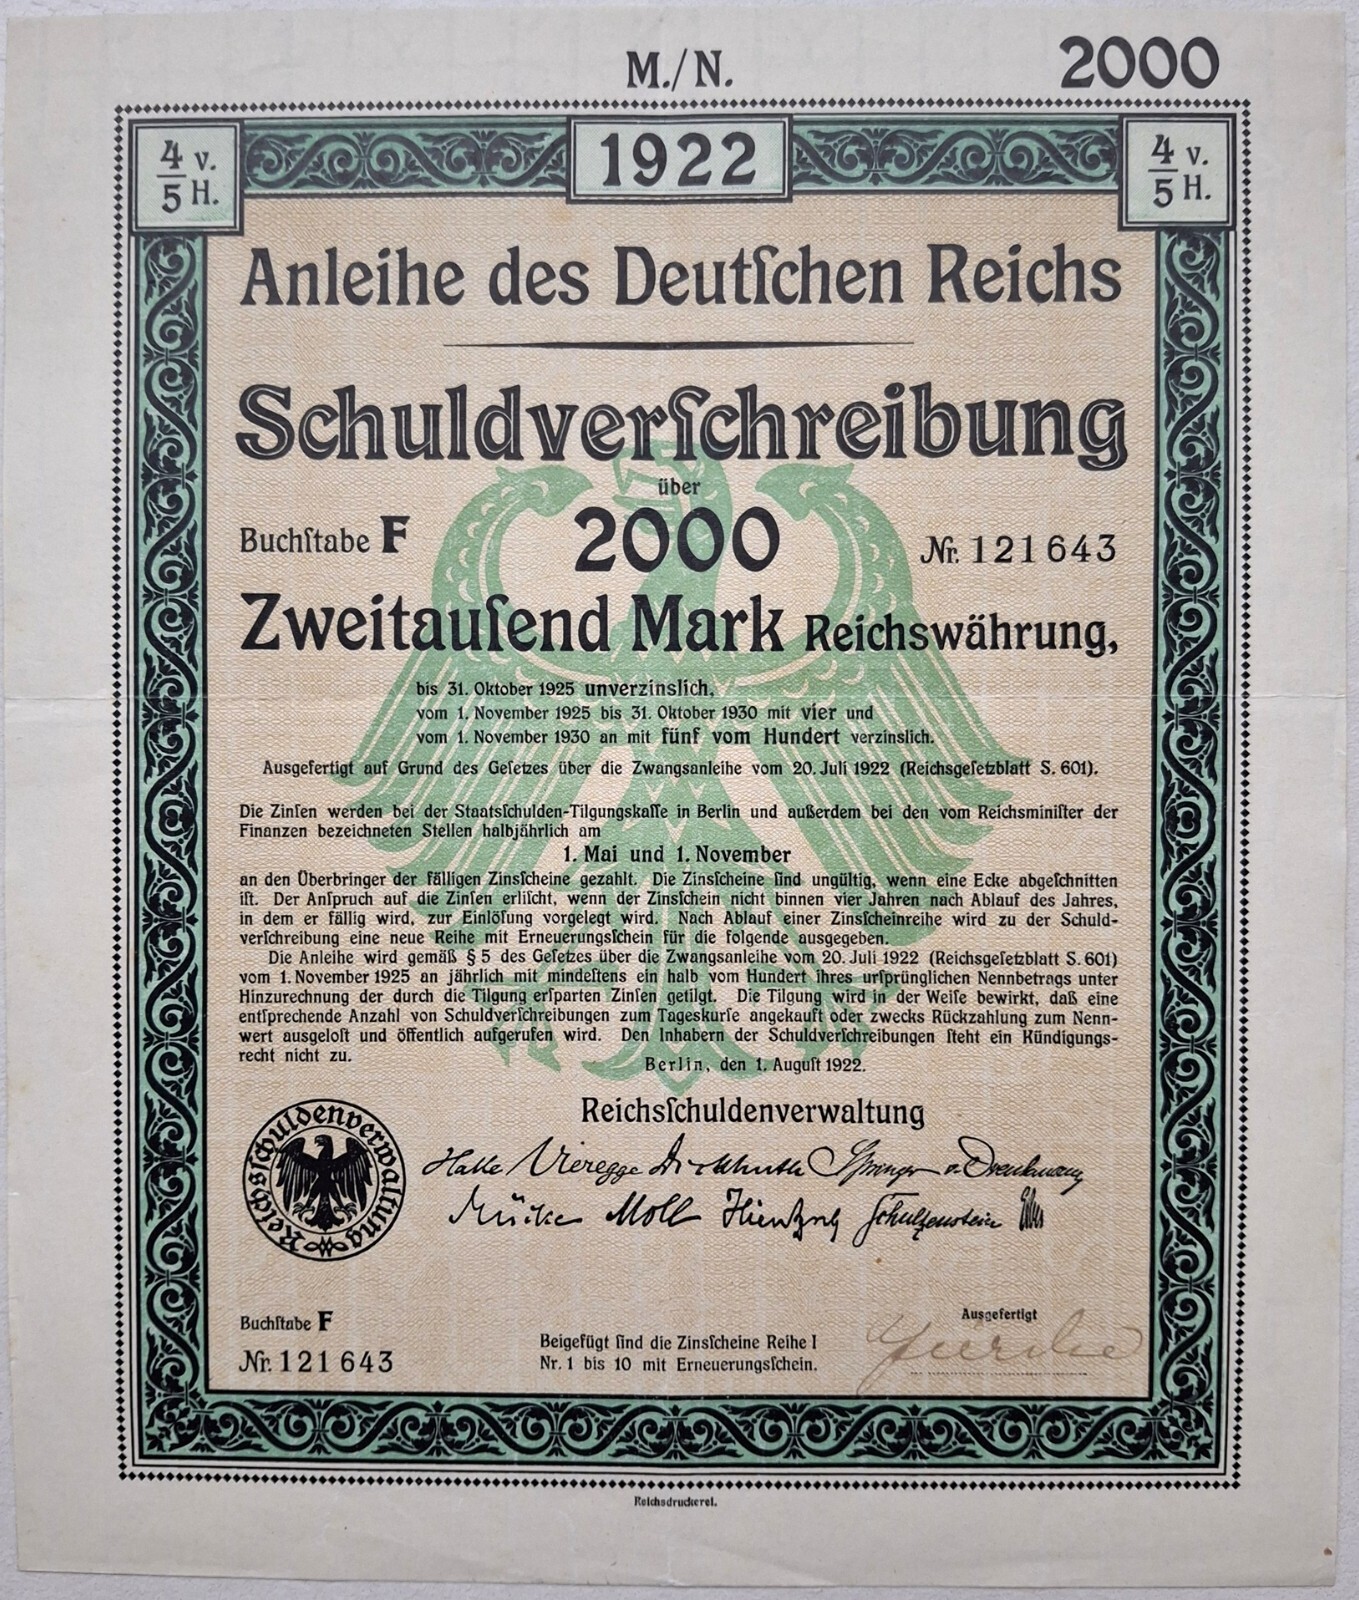 M./N.
2000
4/5 v. H.
1922
4/5 v. H.
Anleihe des Deutſchen Reichs
Schuldverſchreibung
über
Buchſtabe F
2000
Nr. 121643
Zweitauſend Mark Reichswährung,
bis 31. Oktober 1925 unverzinslich,
vom 1. November 1925 bis 31. Oktober 1930 mit vier und
vom 1. November 1930 an mit fünf vom Hundert verzinslich.
Ausgefertigt auf Grund des Geſetzes über die Zwangsanleihe vom 20. Juli 1922 (Reichsgeſetzblatt S. 601).
Die Zinſen werden bei der Staatsſchulden-Tilgungskaſſe in Berlin und außerdem bei den vom Reichsminiſter der
Finanzen bezeichneten Stellen halbjährlich am
1. Mai und 1. November
an den Überbringer der fälligen Zinsſcheine gezahlt. Die Zinsſcheine ſind ungültig, wenn eine Ecke abgeſchnitten
iſt. Der Anſpruch auf die Zinſen erliſcht, wenn der Zinsſchein nicht binnen vier Jahren nach Ablauf des Jahres,
in dem er fällig wird, zur Einlöſung vorgelegt wird. Nach Ablauf einer Zinsſcheinreihe wird zu der Schuld-
verſchreibung eine neue Reihe mit Erneuerungsſchein für die folgende ausgegeben.
Die Anleihe wird gemäß § 5 des Geſetzes über die Zwangsanleihe vom 20. Juli 1922 (Reichsgeſetzblatt S. 601)
vom 1. November 1925 an jährlich mit mindeſtens ein halb vom Hundert ihres urſprünglichen Nennbetrags unter
Hinzurechnung der durch die Tilgung erſparten Zinſen getilgt. Die Tilgung wird in der Weiſe bewirkt, daß eine
entſprechende Anzahl von Schuldverſchreibungen zum Tageskurſe angekauft oder zwecks Rückzahlung zum Nenn-
wert ausgeloſt und öffentlich aufgerufen wird. Den Inhabern der Schuldverſchreibungen ſteht ein Kündigungs-
recht nicht zu.
Berlin, den 1. Auguſt 1922.
Reichsſchuldenverwaltung
Reichsſchuldenverwaltung
Halle Vieregge Springer
Mücke Moll Schultzenstein
Buchſtabe F
Nr. 121643
Beigefügt ſind die Zinsſcheine Reihe I
Nr. 1 bis 10 mit Erneuerungsſchein.
Ausgefertigt
Reichsdruckerei.